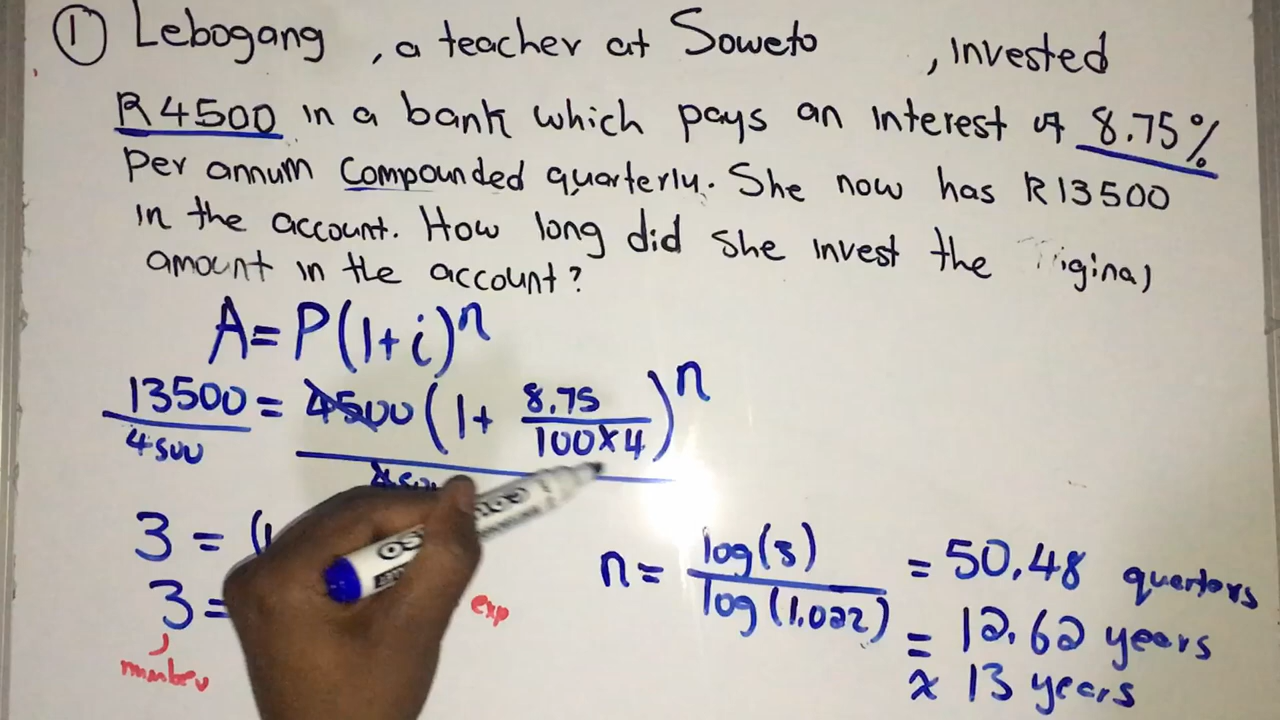 ① Lebogang , a teacher at Soweto , invested
R4500 in a bank which pays an interest of 8.75%
per annum compounded quarterly. She now has R13500
in the account. How long did she invest the iginal
amount in the account?
A = P(1+i)^n
13500 / 4500 = 4500 (1 + 8.75 / 100×4)^n
3 = (1
3 =
number
exp
n = log(3) / log(1.022) = 50.48 quarters
= 12.62 years
≈ 13 years